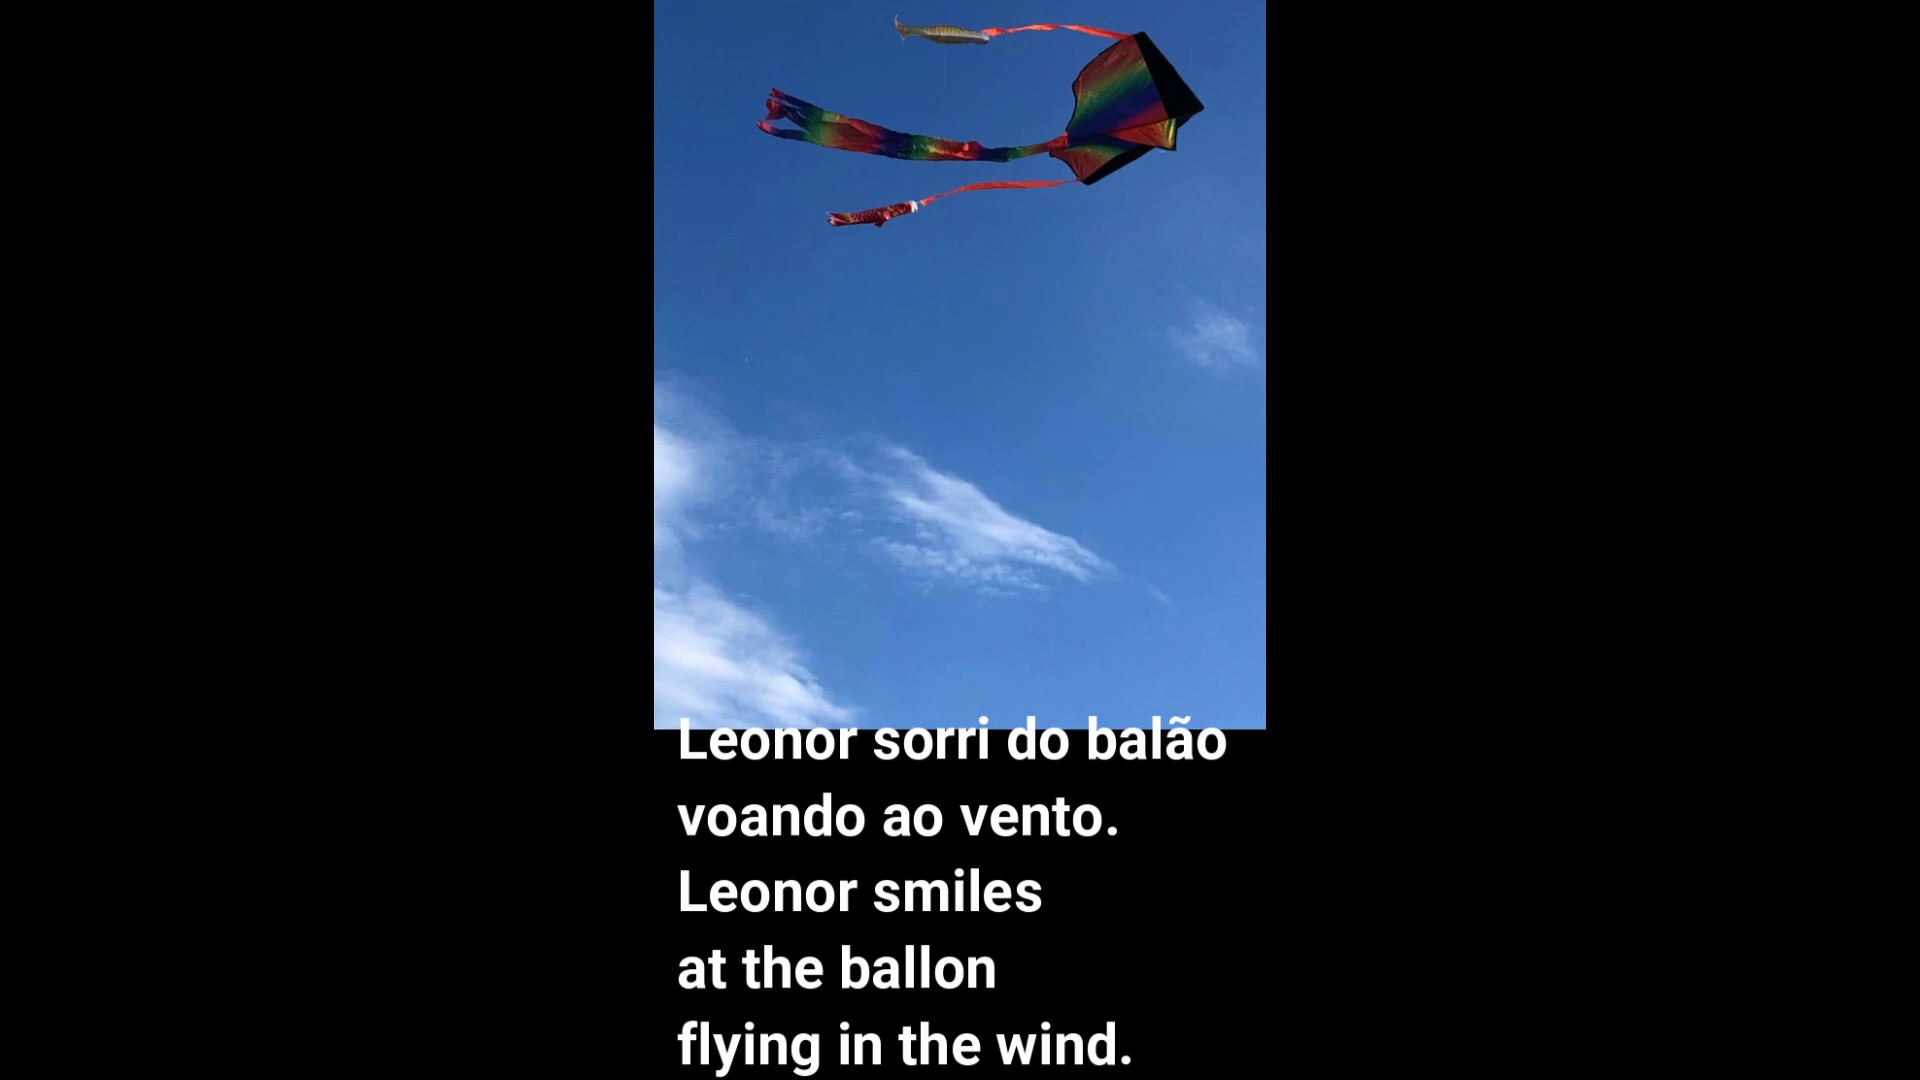 Leonor sorri do balão
voando ao vento.
Leonor smiles
at the ballon
flying in the wind.